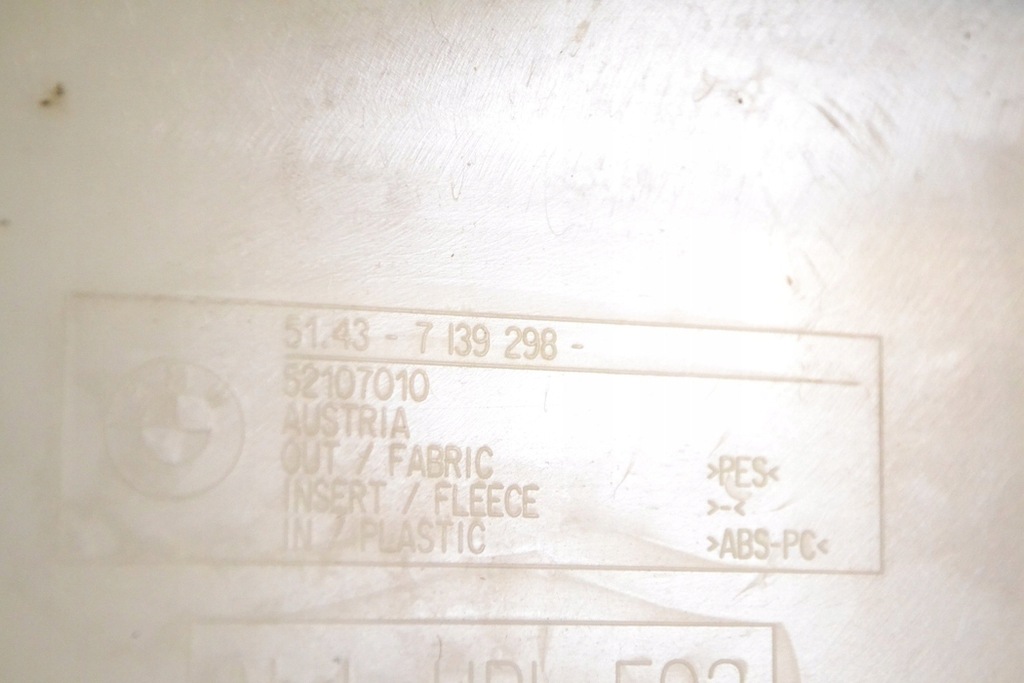 51.43 - 7 139 298 -
52107010
AUSTRIA
OUT / FABRIC >PES<
INSERT / FLEECE >-<
IN / PLASTIC >ABS-PC<